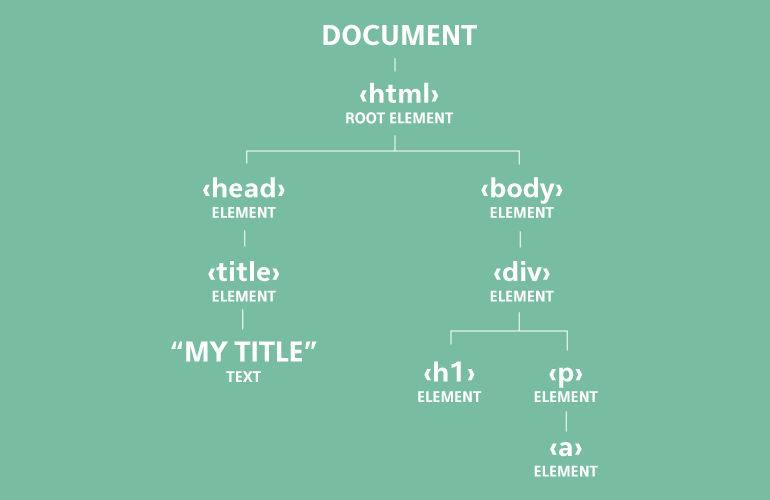 DOCUMENT
‹html›
ROOT ELEMENT
‹head›
ELEMENT
‹body›
ELEMENT
‹title›
ELEMENT
‹div›
ELEMENT
“MY TITLE”
TEXT
‹h1›
ELEMENT
‹p›
ELEMENT
‹a›
ELEMENT